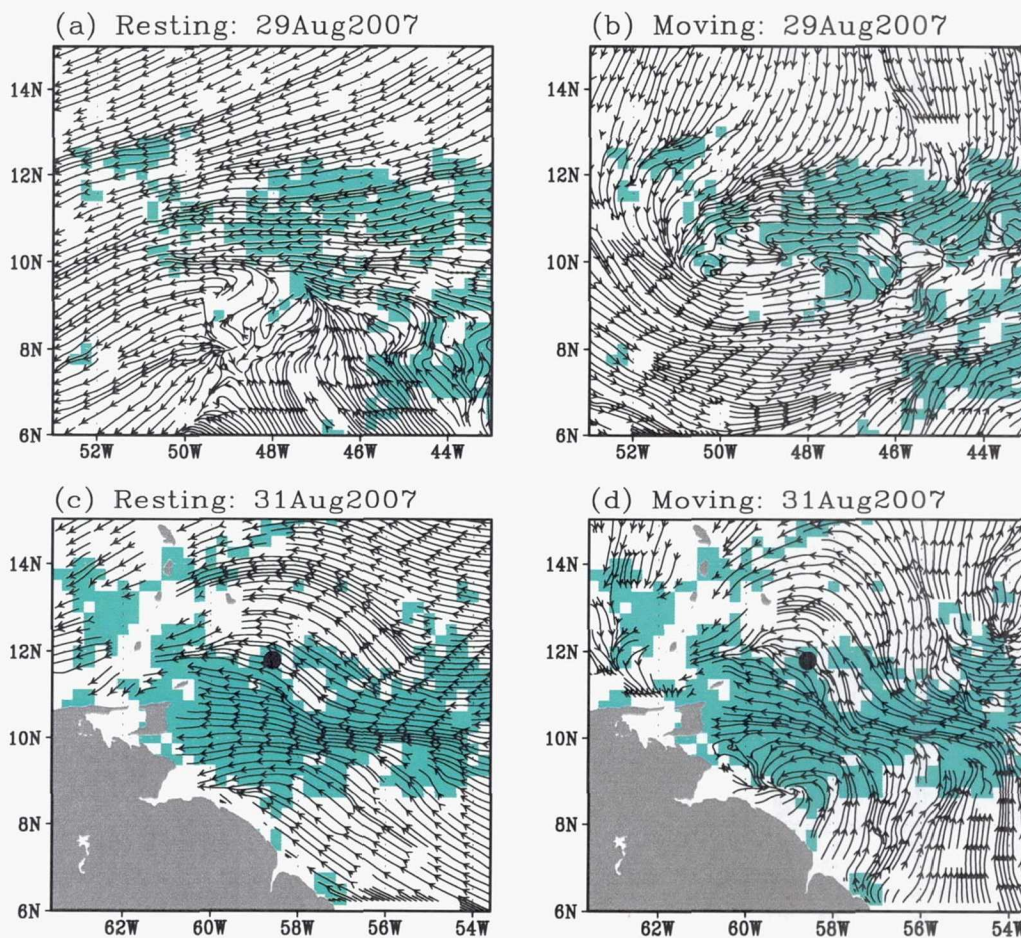 (a) Resting: 29Aug2007
(b) Moving: 29Aug2007
14N
12N
10N
8N
6N
52W 50W 48W 46W 44W
14N
12N
10N
8N
6N
52W 50W 48W 46W 44W
(c) Resting: 31Aug2007
(d) Moving: 31Aug2007
14N
12N
10N
8N
6N
62W 60W 58W 56W 54W
14N
12N
10N
8N
6N
62W 60W 58W 56W 54W